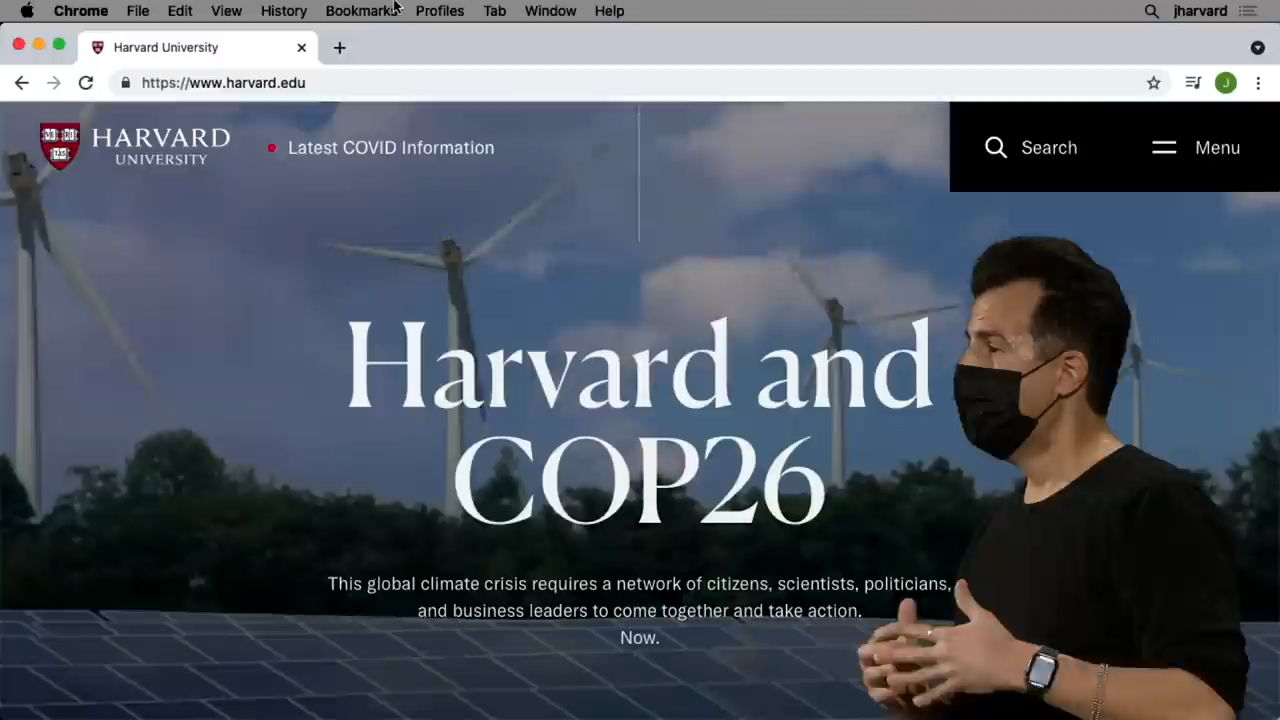 Chrome File Edit View History Bookmarks Profiles Tab Window Help jharvard
Harvard University
https://www.harvard.edu J
HARVARD
UNIVERSITY
Latest COVID Information
Search Menu
Harvard and
COP26
This global climate crisis requires a network of citizens, scientists, politicians,
and business leaders to come together and take action.
Now.